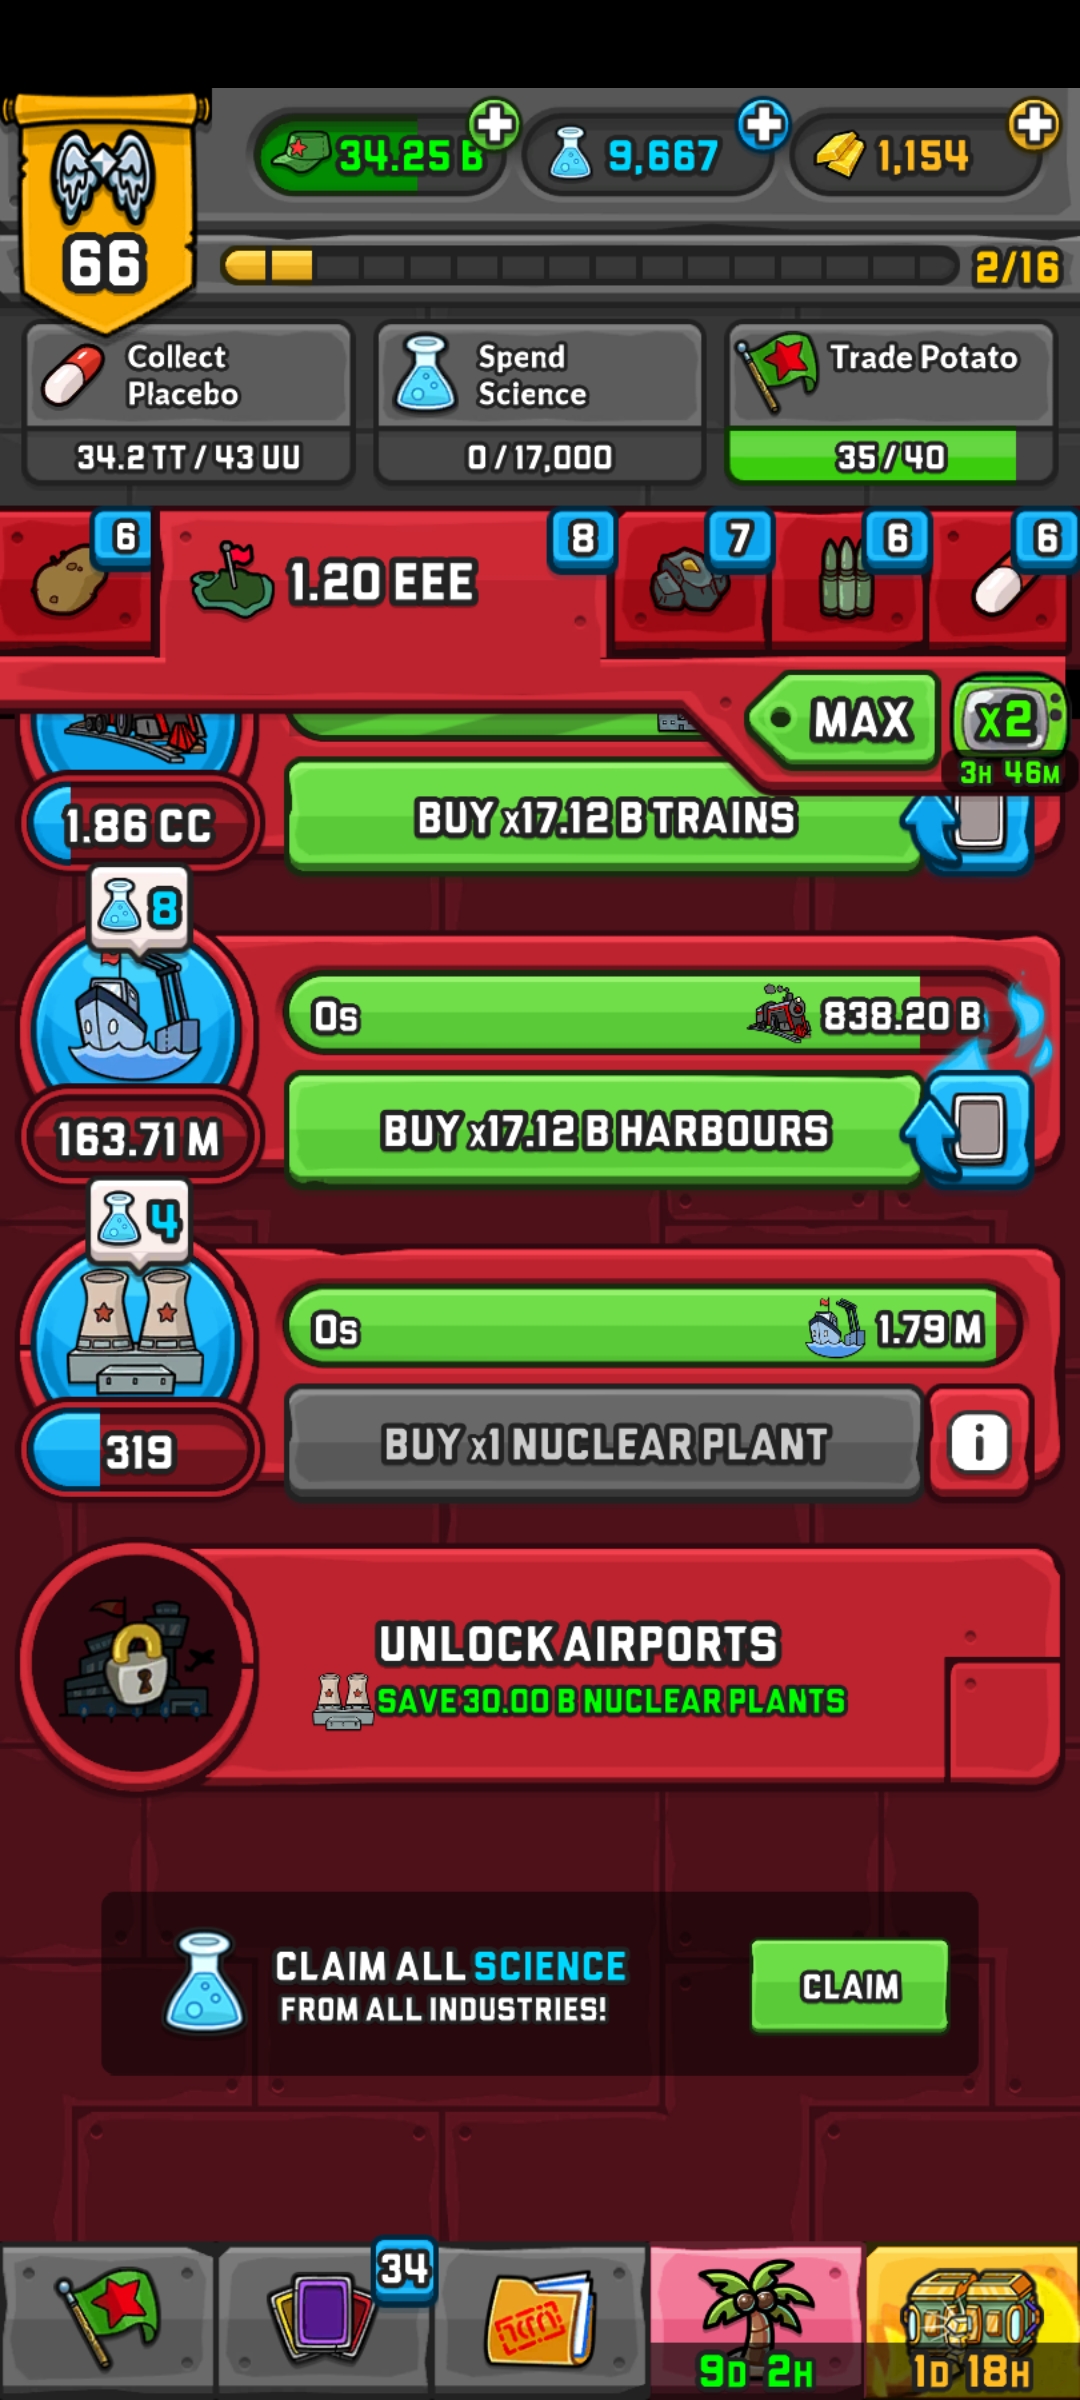 34.25 B
9,667
1,154
66
2/16
Collect
Placebo
34.2 TT / 43 UU
Spend
Science
0 / 17,000
Trade Potato
35 / 40
6
1.20 EEE
8
7
6
6
MAX
x2
3H 46M
1.86 CC
BUY x17.12 B TRAINS
8
0s
838.20 B
163.71 M
BUY x17.12 B HARBOURS
4
0s
1.79 M
319
BUY x1 NUCLEAR PLANT
i
UNLOCK AIRPORTS
SAVE 30.00 B NUCLEAR PLANTS
CLAIM ALL SCIENCE
FROM ALL INDUSTRIES!
CLAIM
34
9D 2H
1D 18H